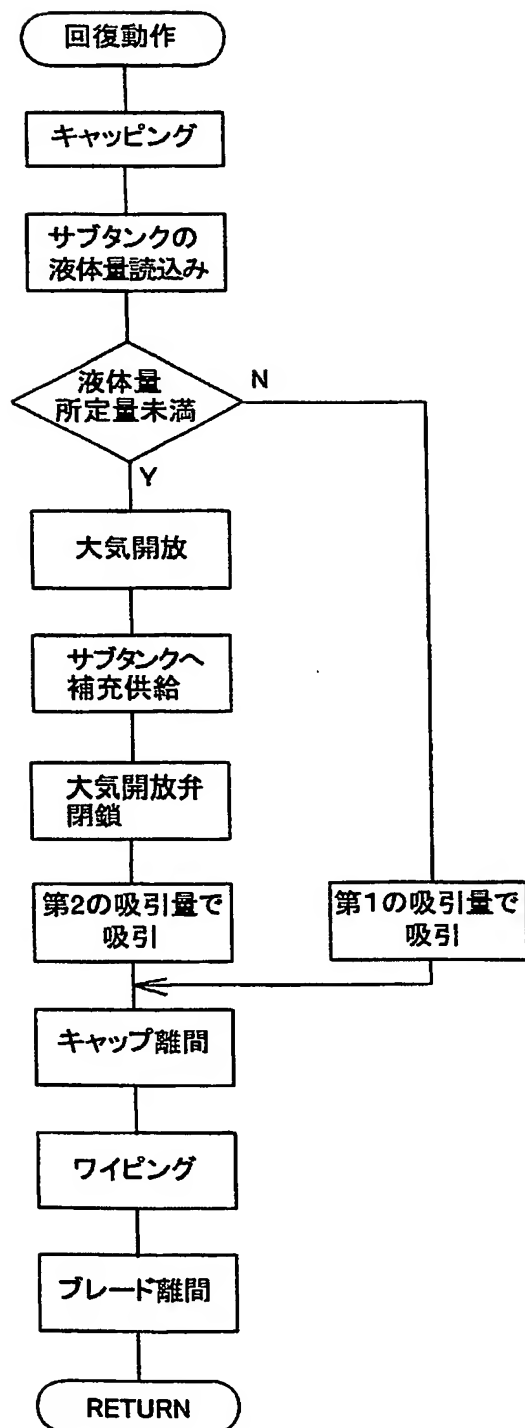 回復動作
キャッピング
サブタンクの
液体量読込み
液体量
所定量未満
N
Y
大気開放
サブタンクへ
補充供給
大気開放弁
閉鎖
第2の吸引量で
吸引
第1の吸引量で
吸引
キャップ離間
ワイピング
ブレード離間
RETURN